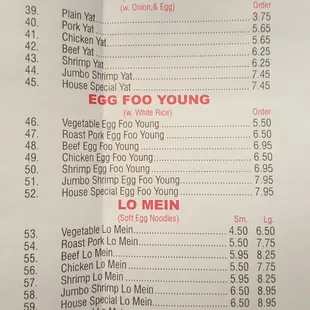 (w. Onion,& Egg) Order
39. Plain Yat 3.75
40. Pork Yat 5.65
41. Chicken Yat 5.65
42. Beef Yat 6.25
43. Shrimp Yat 6.25
44. Jumbo Shrimp Yat 7.45
45. House Special Yat 7.45
EGG FOO YOUNG
(w. White Rice) Order
46. Vegetable Egg Foo Young 5.50
47. Roast Pork Egg Foo Young 6.50
48. Beef Egg Foo Young 6.95
49. Chicken Egg Foo Young 6.50
50. Shrimp Egg Foo Young 6.95
51. Jumbo Shrimp Egg Foo Young 7.95
52. House Special Egg Foo Young 7.95
LO MEIN
(Soft Egg Noodles) Sm. Lg.
53. Vegetable Lo Mein 4.50 6.50
54. Roast Pork Lo Mein 5.50 7.75
55. Beef Lo Mein 5.95 8.25
56. Chicken Lo Mein 5.50 7.75
57. Shrimp Lo Mein 5.95 8.25
58. Jumbo Shrimp Lo Mein 6.50 8.95
59. House Special Lo Mein 6.50 8.95